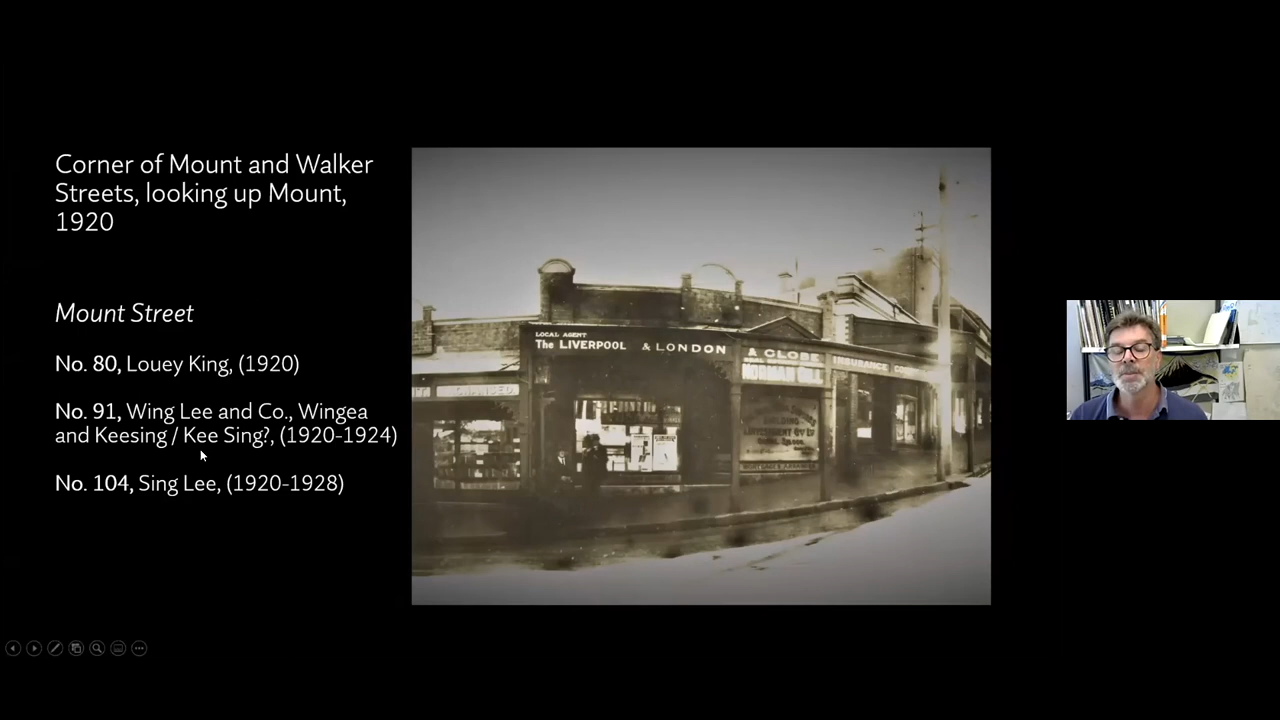 Corner of Mount and Walker
Streets, looking up Mount,
1920
Mount Street
No. 80, Louey King, (1920)
No. 91, Wing Lee and Co., Wingea
and Keesing / Kee Sing?, (1920-1924)
No. 104, Sing Lee, (1920-1928)
LOCAL AGENT
The LIVERPOOL & LONDON & GLOBE INSURANCE
NORMAN